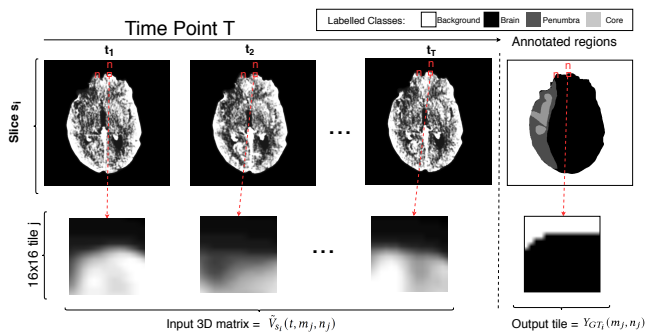 Labelled Classes: Background Brain Penumbra Core
Time Point T
Annotated regions
t1 t2 tT
Slice si
n n n n
...
16x16 tile j
...
Input 3D matrix = Ṽsi(t, mj, nj)
Output tile = YGTi(mj, nj)